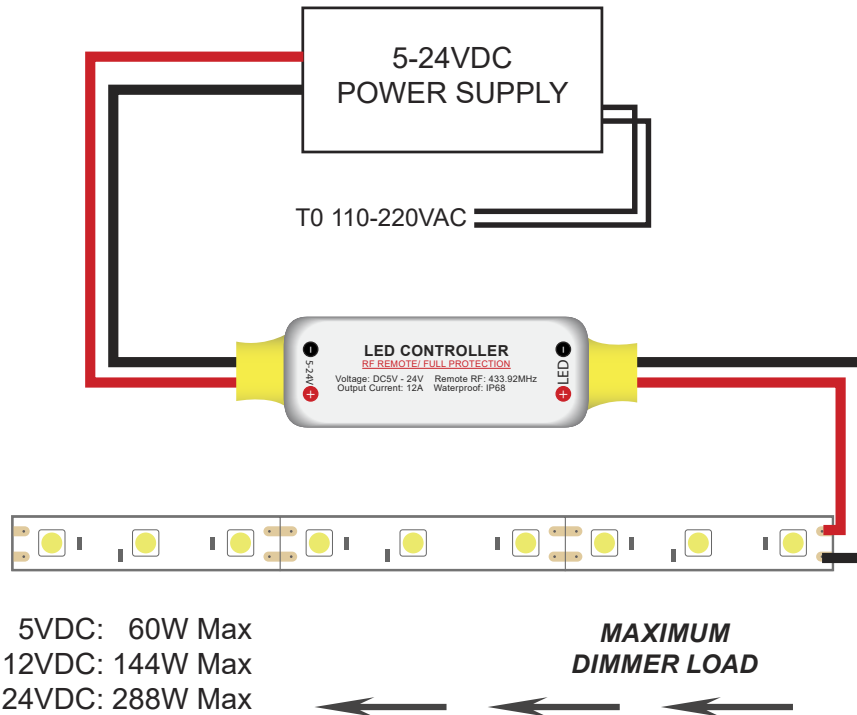 5-24VDC
POWER SUPPLY
T0 110-220VAC
LED CONTROLLER
RF REMOTE/ FULL PROTECTION
Voltage: DC5V - 24V Remote RF: 433.92MHz
Output Current: 12A Waterproof: IP68
- 5-24V +
- LED +
5VDC: 60W Max
12VDC: 144W Max
24VDC: 288W Max
MAXIMUM
DIMMER LOAD